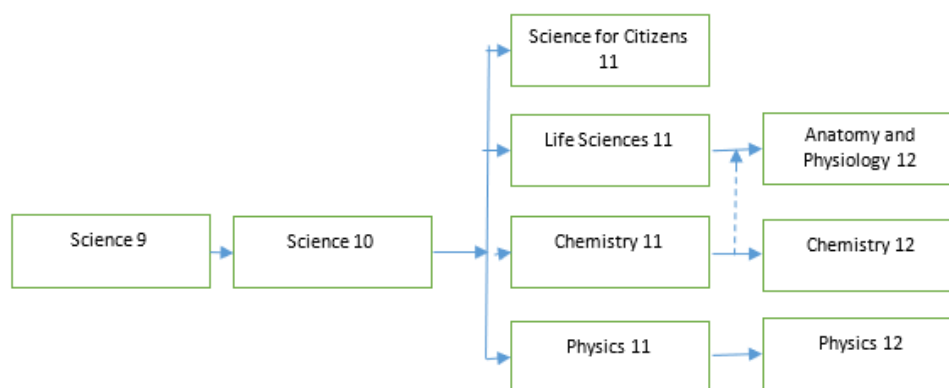 Science for Citizens
11
Life Sciences 11
Anatomy and
Physiology 12
Science 9
Science 10
Chemistry 11
Chemistry 12
Physics 11
Physics 12